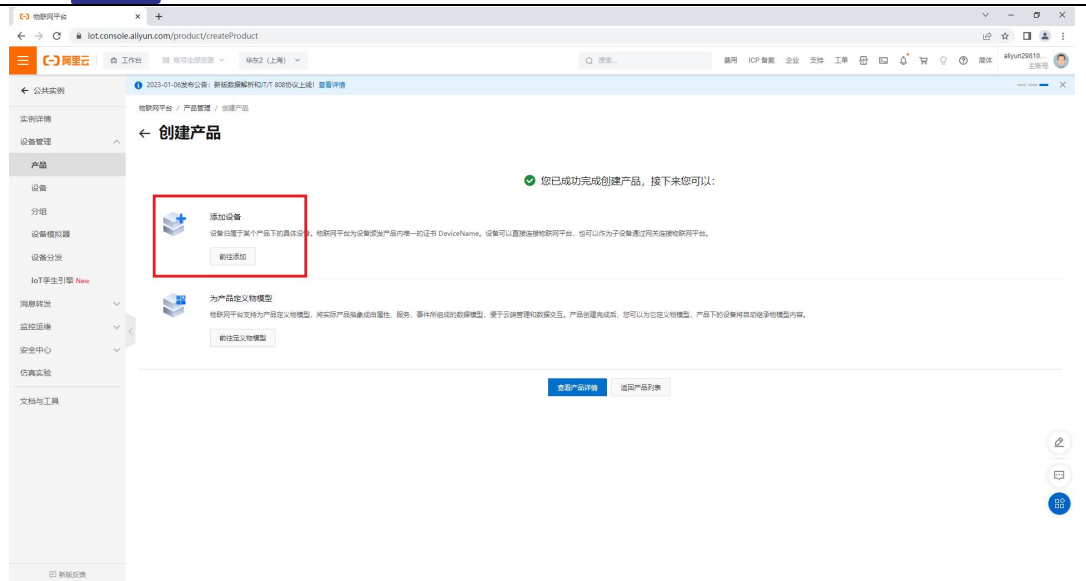 物联网平台
iot.console.aliyun.com/product/createProduct
阿里云 工作台 账号全部资源 华东2（上海） 搜索... 费用 ICP 备案 企业 支持 工单 简体 aliyun29810...
主账号
公共实例
2023-01-06发布公告：新版数据解析和JT/T 808协议上线！查看详情
物联网平台 / 产品管理 / 创建产品
创建产品
实例详情
设备管理
产品
设备
分组
设备模拟器
设备分发
IoT孪生引擎 New
消息转发
监控运维
安全中心
仿真实验
文档与工具
新版反馈
您已成功完成创建产品，接下来您可以：
添加设备
设备归属于某个产品下的具体设备。物联网平台为设备颁发产品内唯一的证书 DeviceName。设备可以直接连接物联网平台，也可以作为子设备通过网关连接物联网平台。
前往添加
为产品定义物模型
物联网平台支持为产品定义物模型，将实际产品抽象成由属性、服务、事件所组成的数据模型，便于云端管理和数据交互。产品创建完成后，您可以为它定义物模型，产品下的设备将自动继承物模型内容。
前往定义物模型
查看产品详情 返回产品列表